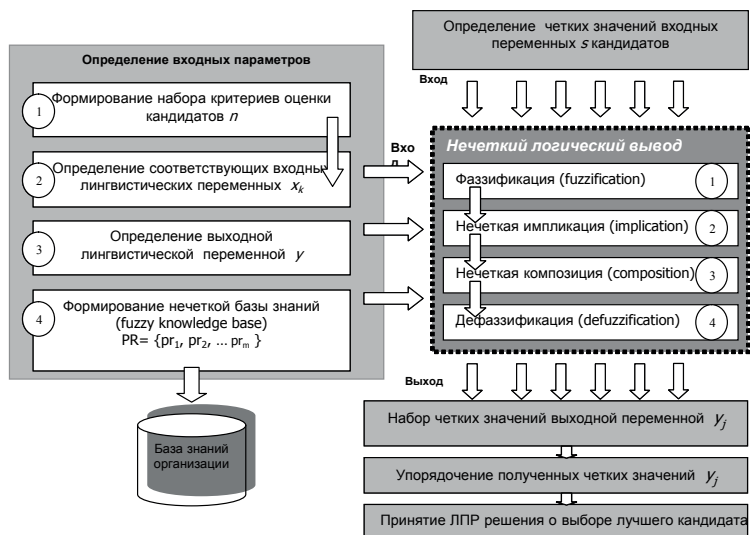 Определение входных параметров
1
Формирование набора критериев оценки
кандидатов n
2
Определение соответствующих входных
лингвистических переменных x_k
3
Определение выходной
лингвистической переменной y
4
Формирование нечеткой базы знаний
(fuzzy knowledge base)
PR= {pr₁, pr₂, ... pr_m }
База знаний
организации
Определение четких значений входных
переменных s кандидатов
Вход
Вхо
Нечеткий логический вывод
Фаззификация (fuzzification)
1
Нечеткая импликация (implication)
2
Нечеткая композиция (composition)
3
Дефаззификация (defuzzification)
4
Выход
Набор четких значений выходной переменной y_j
Упорядочение полученных четких значений y_j
Принятие ЛПР решения о выборе лучшего кандидата